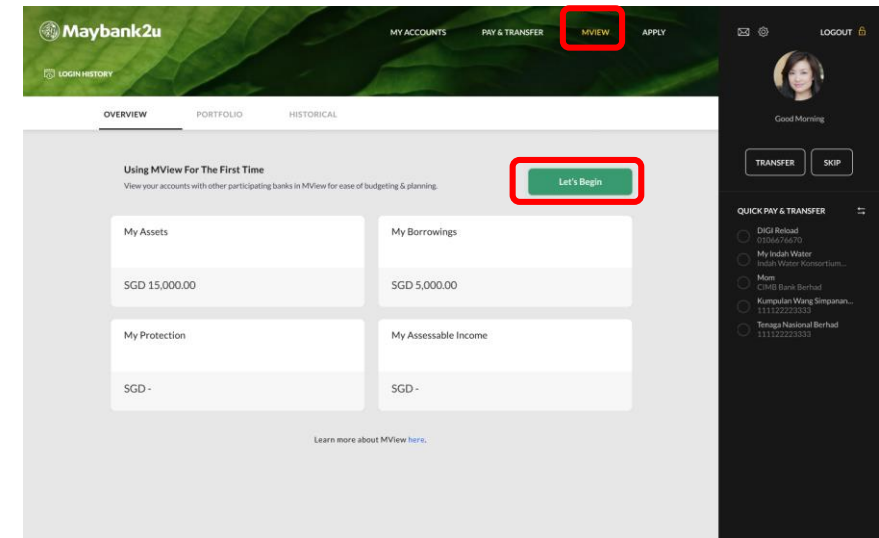 Maybank2u
MY ACCOUNTS PAY & TRANSFER MVIEW APPLY
LOGOUT
LOGIN HISTORY
OVERVIEW PORTFOLIO HISTORICAL
Good Morning
TRANSFER SKIP
Using MView For The First Time
View your accounts with other participating banks in MView for ease of budgeting & planning.
Let's Begin
My Assets
SGD 15,000.00
My Borrowings
SGD 5,000.00
My Protection
SGD -
My Assessable Income
SGD -
Learn more about MView here.
QUICK PAY & TRANSFER
DIGI Reload
0106676670
My Indah Water
Indah Water Konsortium...
Mom
CIMB Bank Berhad
Kumpulan Wang Simpanan...
111122223333
Tenaga Nasional Berhad
111122223333